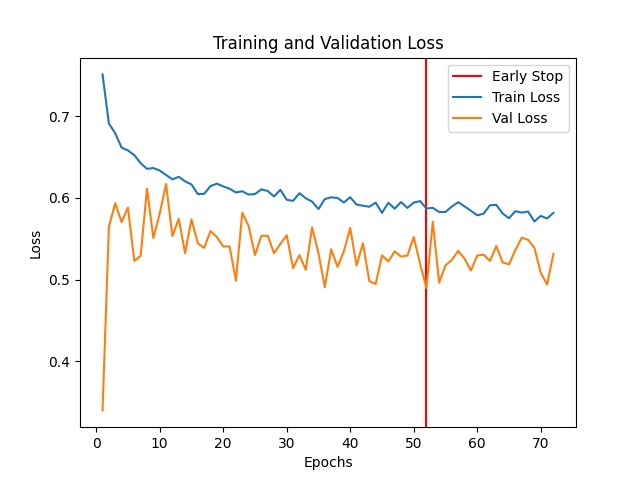 Training and Validation Loss
Early Stop
Train Loss
Val Loss
Loss
0.7
0.6
0.5
0.4
0 10 20 30 40 50 60 70
Epochs